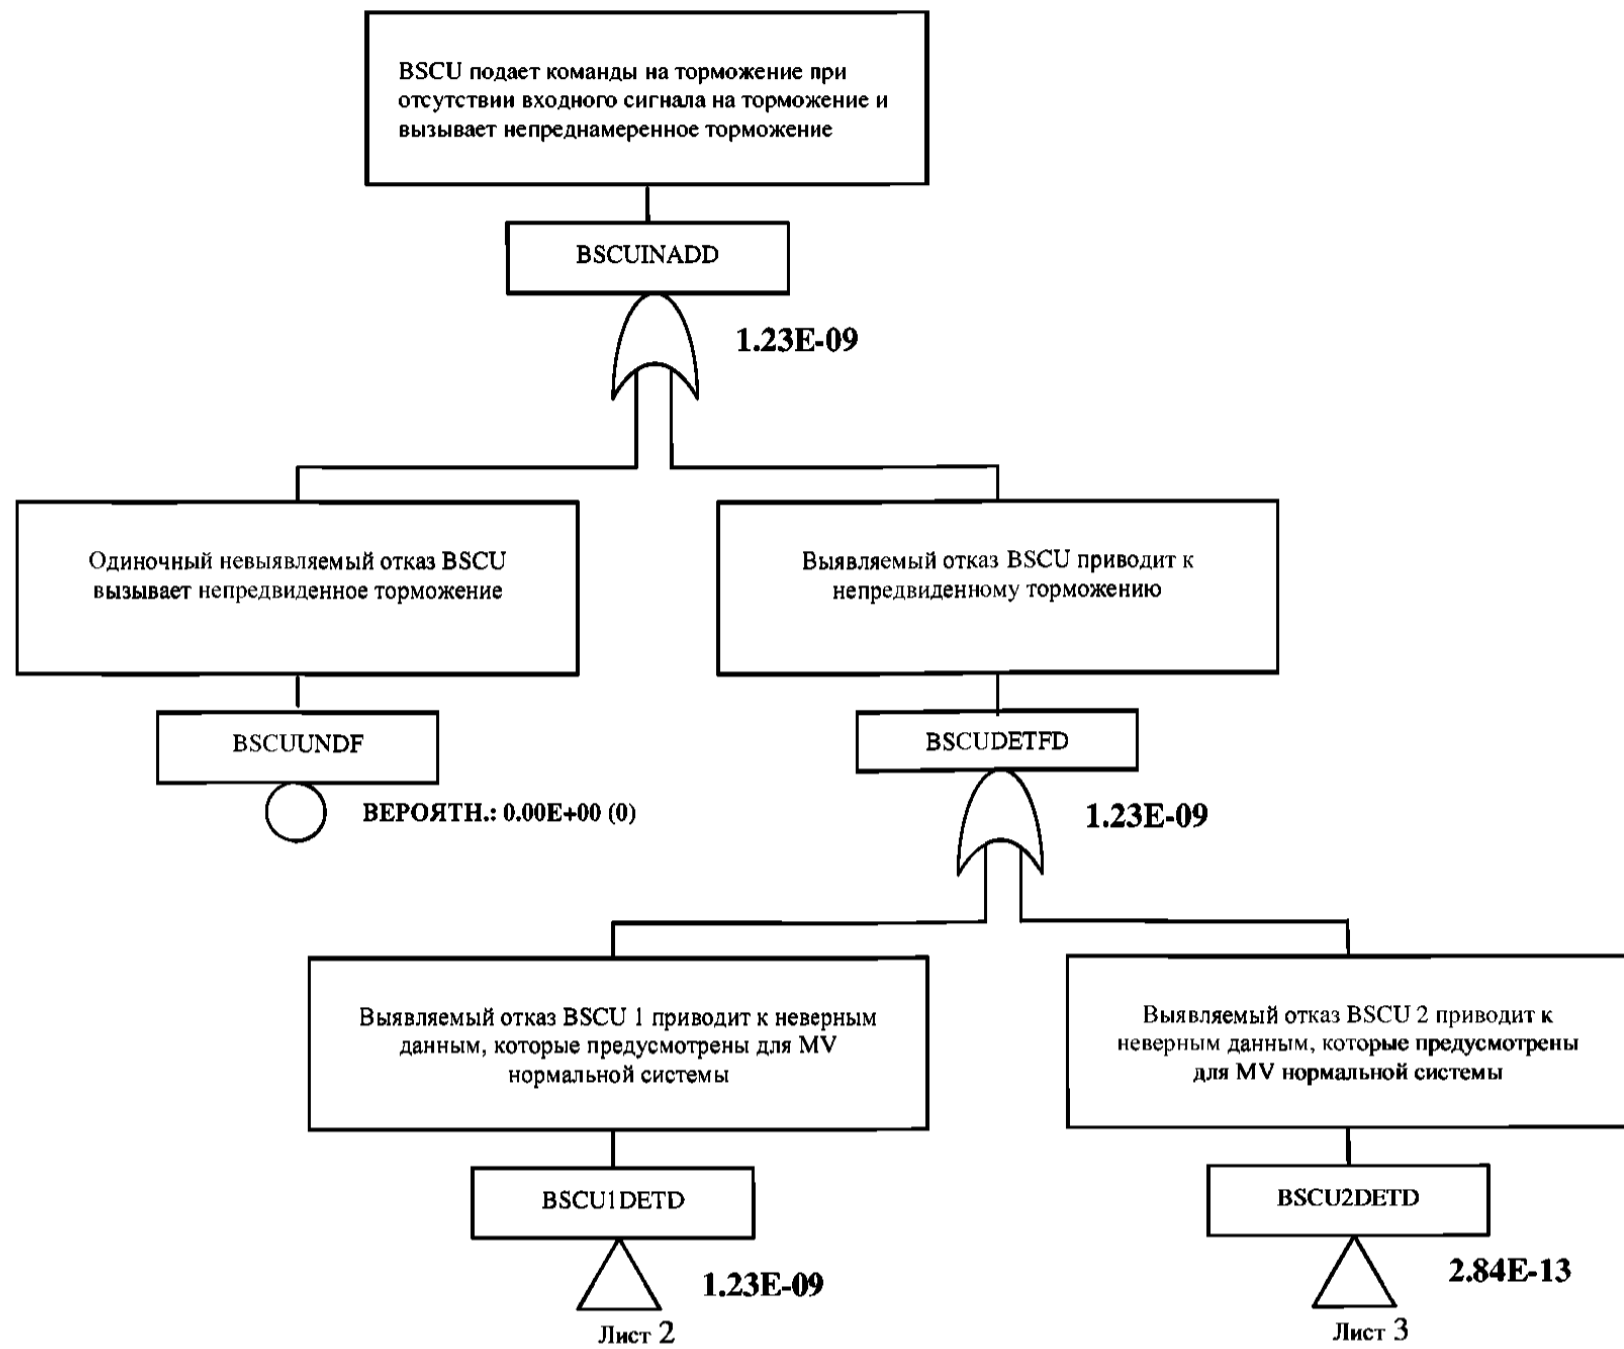 BSCU подает команды на торможение при
отсутствии входного сигнала на торможение и
вызывает непреднамеренное торможение
BSCUINADD
1.23E-09
Одиночный невыявляемый отказ BSCU
вызывает непредвиденное торможение
Выявляемый отказ BSCU приводит к
непредвиденному торможению
BSCUUNDF
ВЕРОЯТН.: 0.00E+00 (0)
BSCUDETFD
1.23E-09
Выявляемый отказ BSCU 1 приводит к неверным
данным, которые предусмотрены для MV
нормальной системы
Выявляемый отказ BSCU 2 приводит к
неверным данным, которые предусмотрены
для MV нормальной системы
BSCU1DETD
1.23E-09
Лист 2
BSCU2DETD
2.84E-13
Лист 3